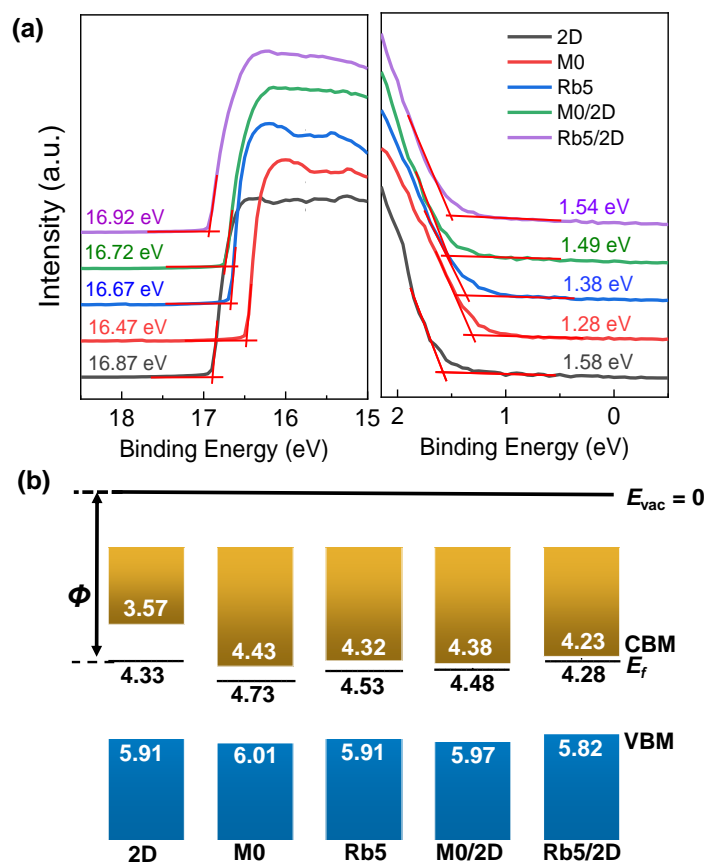 (a)
Intensity (a.u.)
2D
M0
Rb5
M0/2D
Rb5/2D
16.92 eV
16.72 eV
16.67 eV
16.47 eV
16.87 eV
1.54 eV
1.49 eV
1.38 eV
1.28 eV
1.58 eV
18 17 16 15
2 1 0
Binding Energy (eV)
Binding Energy (eV)
(b)
Evac = 0
Φ
3.57 4.43 4.32 4.38 4.23
CBM
Ef
4.33 4.73 4.53 4.48 4.28
VBM
5.91 6.01 5.91 5.97 5.82
2D M0 Rb5 M0/2D Rb5/2D